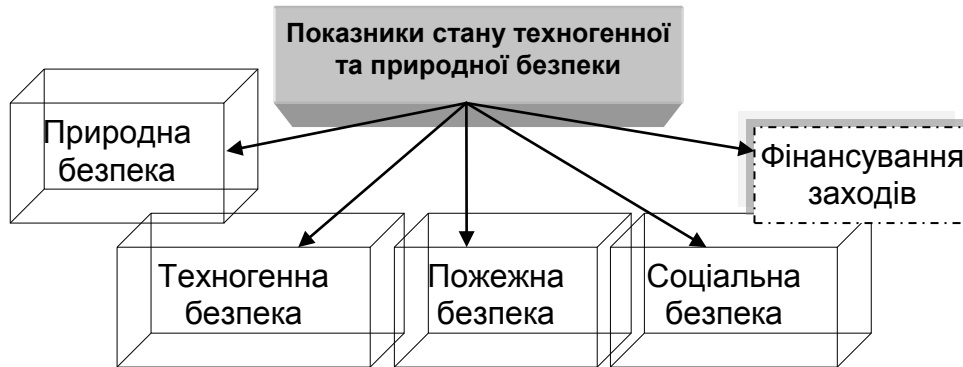 Показники стану техногенної
та природної безпеки
Природна
безпека
Фінансування
заходів
Техногенна
безпека
Пожежна
безпека
Соціальна
безпека